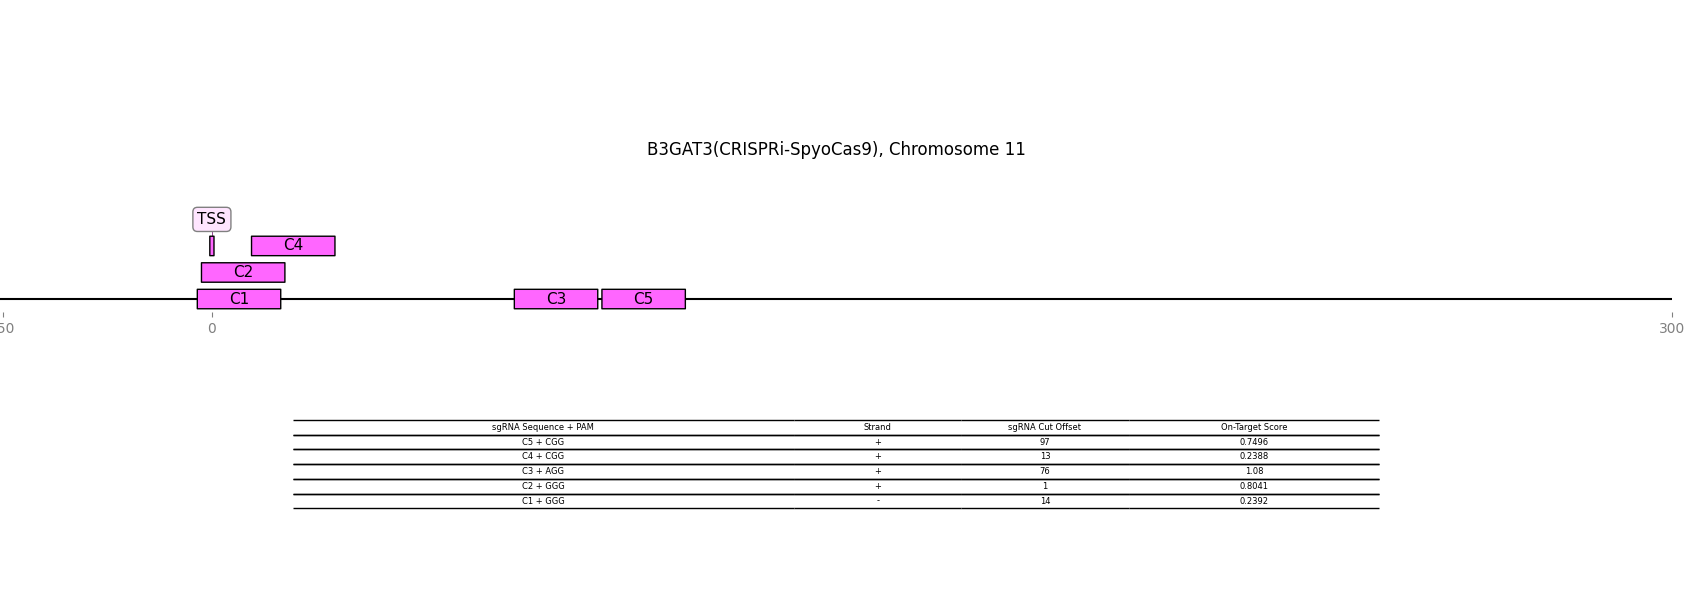 B3GAT3(CRISPRi-SpyoCas9), Chromosome 11
TSS
C4
C2
C1 C3 C5
50 0 300
sgRNA Sequence + PAM Strand sgRNA Cut Offset On-Target Score
C5 + CGG + 97 0.7496
C4 + CGG + 13 0.2388
C3 + AGG + 76 1.08
C2 + GGG + 1 0.8041
C1 + GGG - 14 0.2392